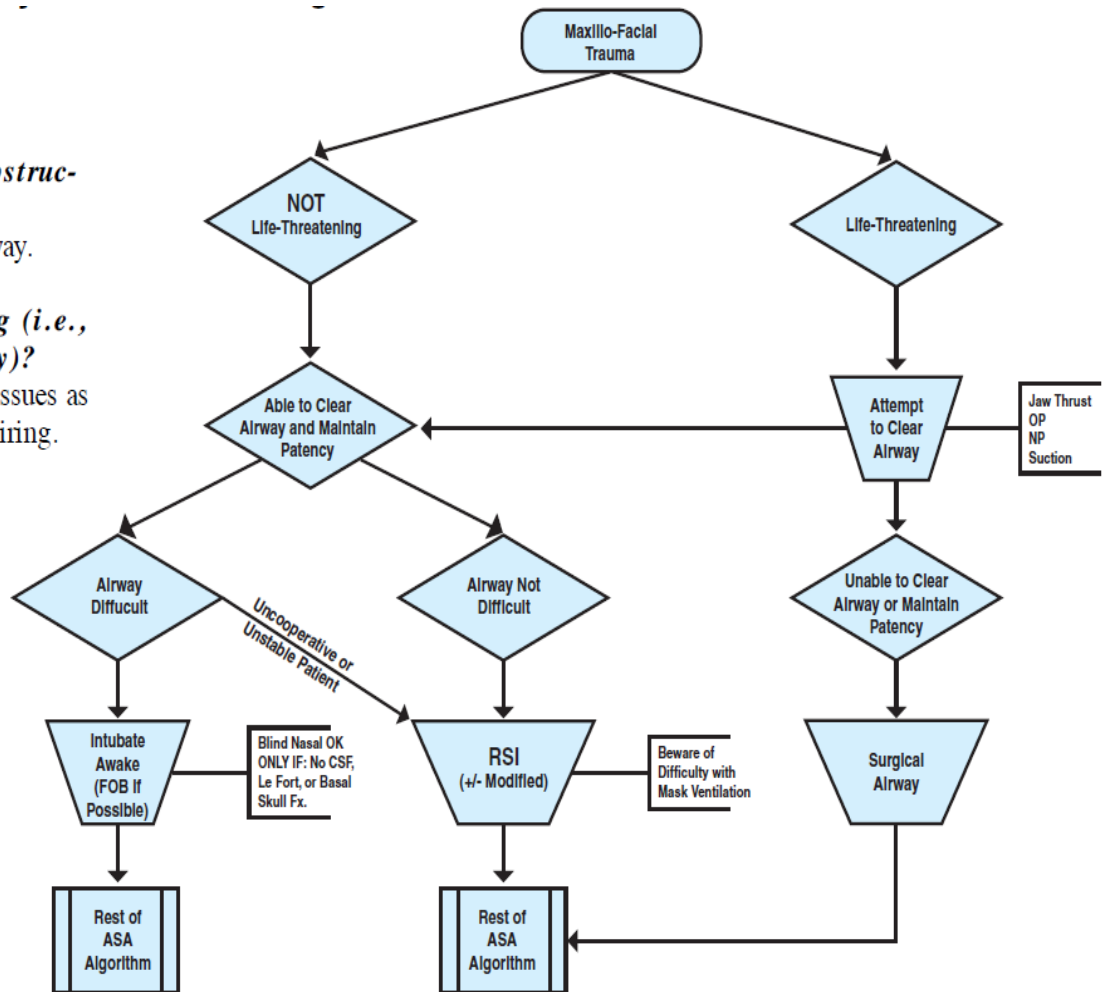 Maxillo-Facial
Trauma
struc-
way.
g (i.e.,
y)?
issues as
iring.
NOT
Life-Threatening
Life-Threatening
Able to Clear
Airway and Maintain
Patency
Attempt
to Clear
Airway
Jaw Thrust
OP
NP
Suction
Airway
Diffucult
Uncooperative or
Unstable Patient
Airway Not
Difficult
Unable to Clear
Airway or Maintain
Patency
Intubate
Awake
(FOB If
Possible)
Blind Nasal OK
ONLY IF: No CSF,
Le Fort, or Basal
Skull Fx.
RSI
(+/- Modified)
Beware of
Difficulty with
Mask Ventilation
Surgical
Airway
Rest of
ASA
Algorithm
Rest of
ASA
Algorithm